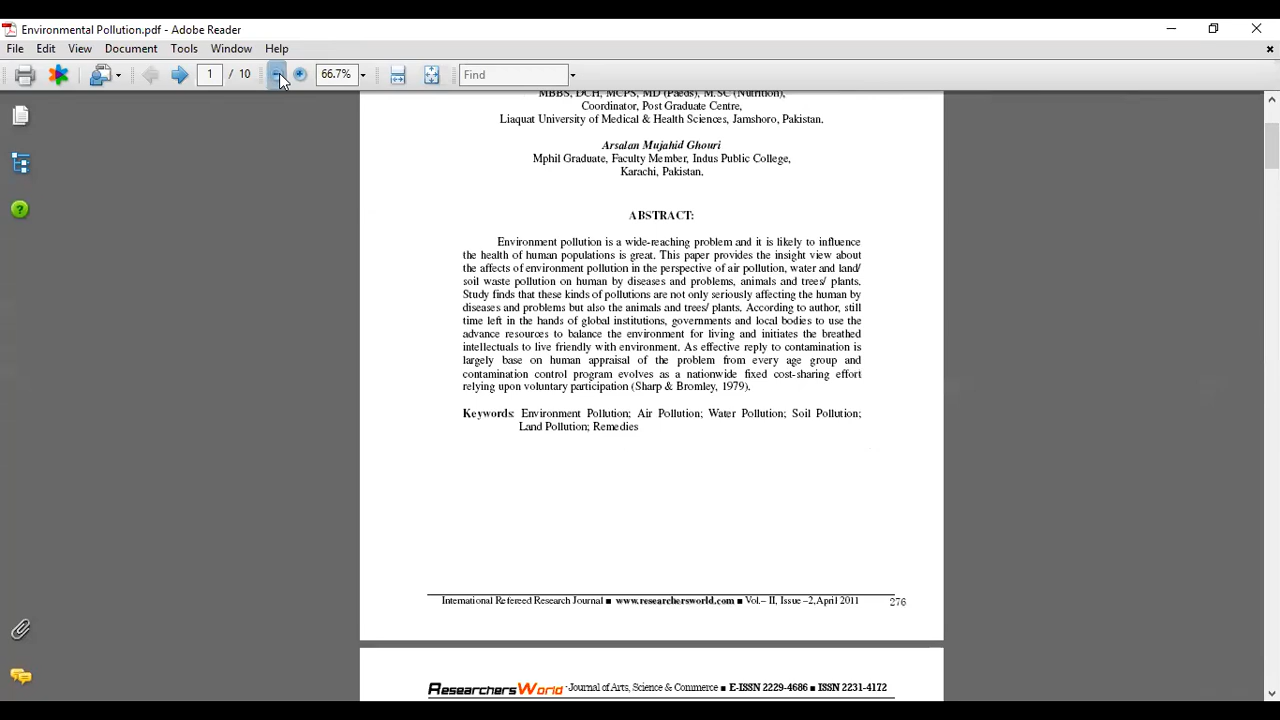 Environmental Pollution.pdf - Adobe Reader
File Edit View Document Tools Window Help
1 / 10 66.7% Find
MBBS, DCH, MCPS, MD (Paeds), M.SC (Nutrition),
Coordinator, Post Graduate Centre,
Liaquat University of Medical & Health Sciences, Jamshoro, Pakistan.
Arsalan Mujahid Ghouri
Mphil Graduate, Faculty Member, Indus Public College,
Karachi, Pakistan.
ABSTRACT:
Environment pollution is a wide-reaching problem and it is likely to influence
the health of human populations is great. This paper provides the insight view about
the affects of environment pollution in the perspective of air pollution, water and land/
soil waste pollution on human by diseases and problems, animals and trees/ plants.
Study finds that these kinds of pollutions are not only seriously affecting the human by
diseases and problems but also the animals and trees/ plants. According to author, still
time left in the hands of global institutions, governments and local bodies to use the
advance resources to balance the environment for living and initiates the breathed
intellectuals to live friendly with environment. As effective reply to contamination is
largely base on human appraisal of the problem from every age group and
contamination control program evolves as a nationwide fixed cost-sharing effort
relying upon voluntary participation (Sharp & Bromley, 1979).
Keywords: Environment Pollution; Air Pollution; Water Pollution; Soil Pollution;
Land Pollution; Remedies
International Refereed Research Journal ■ www.researchersworld.com ■ Vol.– II, Issue –2,April 2011 276
ResearchersWorld -Journal of Arts, Science & Commerce ■ E-ISSN 2229-4686 ■ ISSN 2231-4172